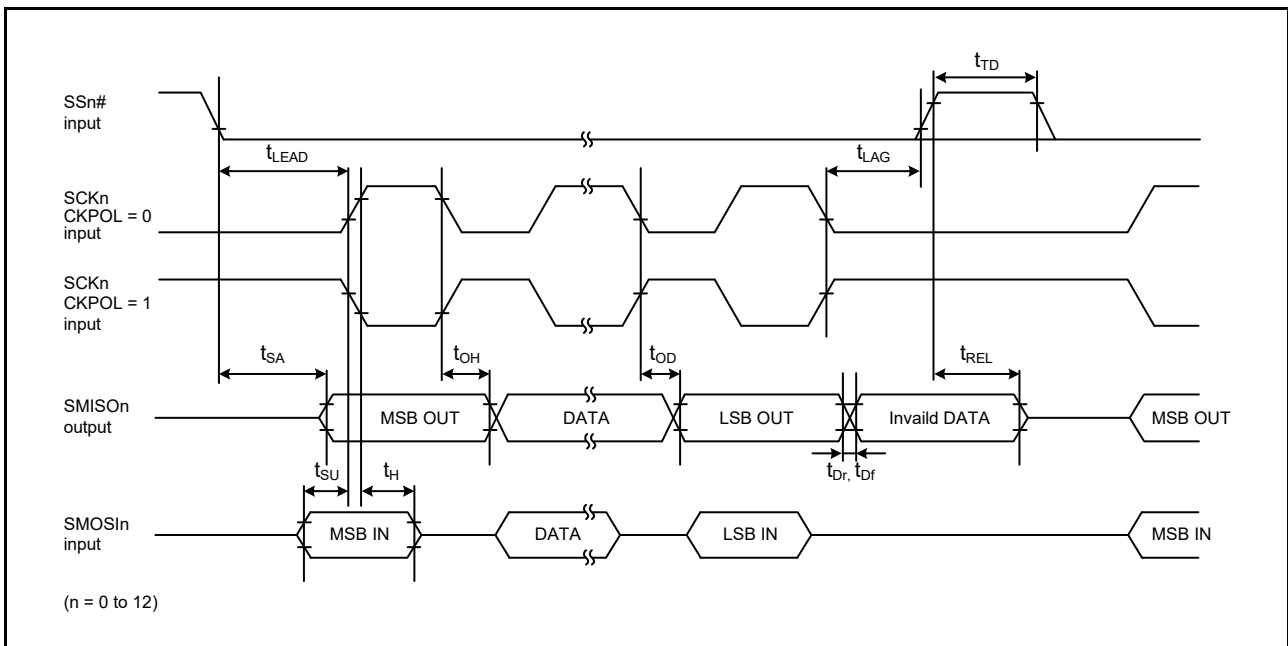 SSn#
input
tTD
tLEAD
tLAG
SCKn
CKPOL = 0
input
SCKn
CKPOL = 1
input
tSA
tOH
tOD
tREL
SMISOn
output
MSB OUT
DATA
LSB OUT
Invaild DATA
MSB OUT
tSU
tH
tDr, tDf
SMOSIn
input
MSB IN
DATA
LSB IN
MSB IN
(n = 0 to 12)